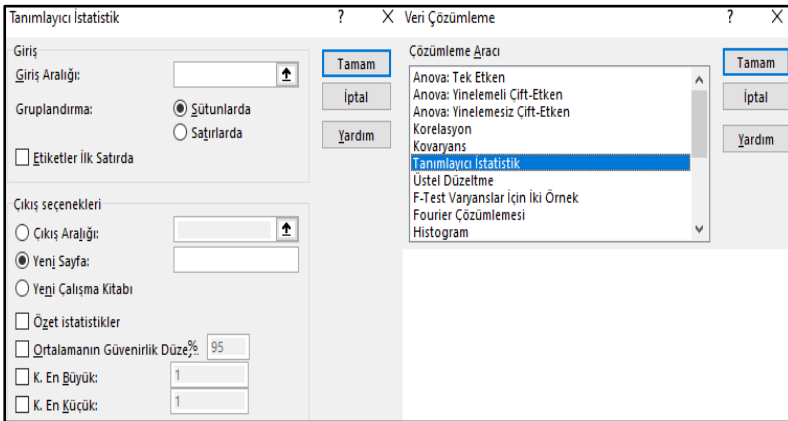 Tanımlayıcı İstatistik ? X
Giriş
Giriş Aralığı:
Gruplandırma:
Sütunlarda
Satırlarda
Etiketler İlk Satırda
Tamam
İptal
Yardım
Çıkış seçenekleri
Çıkış Aralığı:
Yeni Sayfa:
Yeni Çalışma Kitabı
Özet istatistikler
Ortalamanın Güvenirlik Düzey. % 95
K. En Büyük: 1
K. En Küçük: 1
Veri Çözümleme ? X
Çözümleme Aracı
Anova: Tek Etken
Anova: Yinelemeli Çift-Etken
Anova: Yinelemesiz Çift-Etken
Korelasyon
Kovaryans
Tanımlayıcı İstatistik
Üstel Düzeltme
F-Test Varyanslar İçin İki Örnek
Fourier Çözümlemesi
Histogram
Tamam
İptal
Yardım